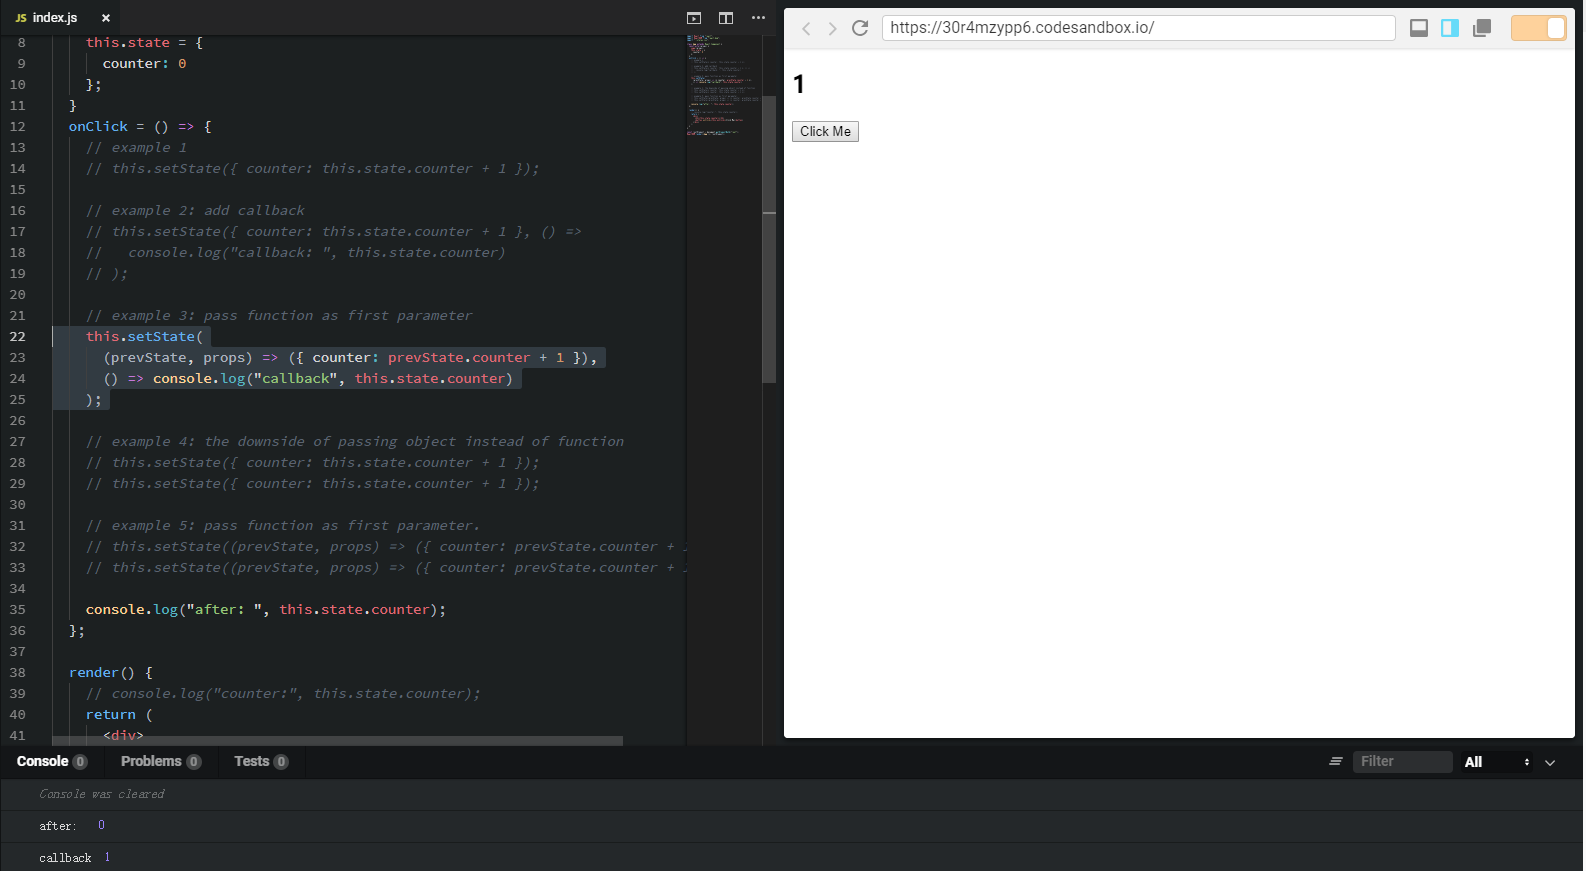 JS index.js ×
8 this.state = {
9 counter: 0
10 };
11 }
12 onClick = () => {
13 // example 1
14 // this.setState({ counter: this.state.counter + 1 });
15
16 // example 2: add callback
17 // this.setState({ counter: this.state.counter + 1 }, () =>
18 //   console.log("callback: ", this.state.counter)
19 // );
20
21 // example 3: pass function as first parameter
22 this.setState(
23 (prevState, props) => ({ counter: prevState.counter + 1 }),
24 () => console.log("callback", this.state.counter)
25 );
26
27 // example 4: the downside of passing object instead of function
28 // this.setState({ counter: this.state.counter + 1 });
29 // this.setState({ counter: this.state.counter + 1 });
30
31 // example 5: pass function as first parameter.
32 // this.setState((prevState, props) => ({ counter: prevState.counter + 1
33 // this.setState((prevState, props) => ({ counter: prevState.counter + 1
34
35 console.log("after: ", this.state.counter);
36 };
37
38 render() {
39 // console.log("counter:", this.state.counter);
40 return (
41 <div>
https://30r4mzypp6.codesandbox.io/
1
Click Me
Console 0 Problems 0 Tests 0 Filter All
Console was cleared
after: 0
callback 1